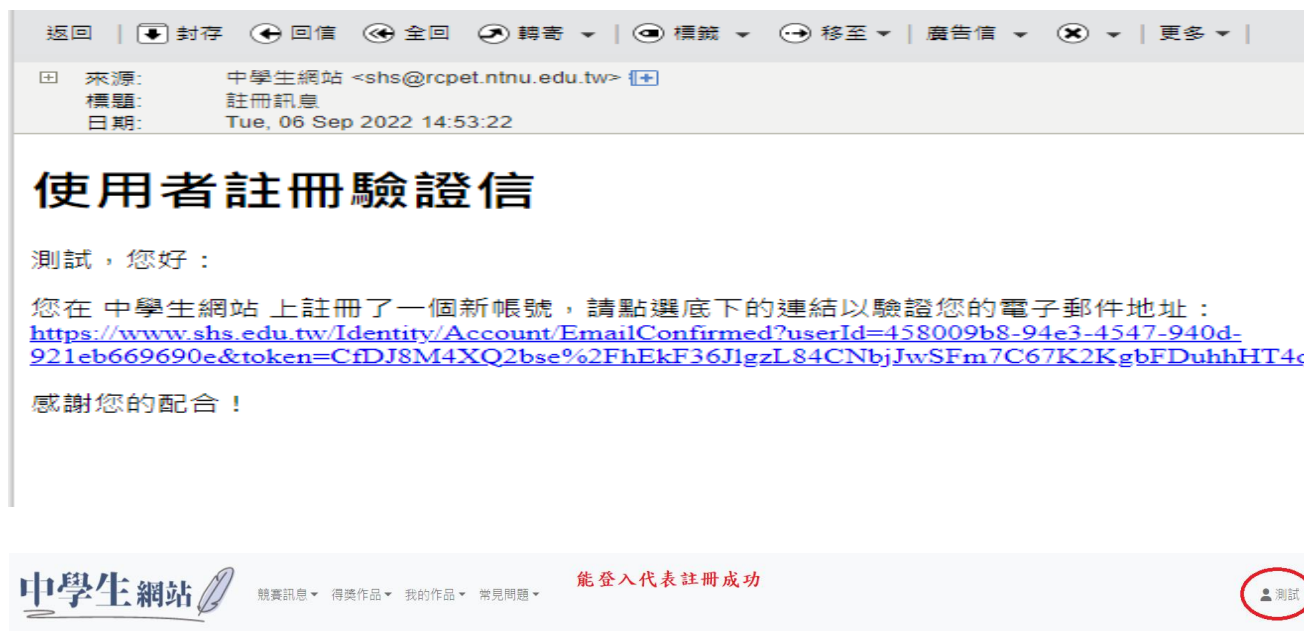 返回 | 封存 回信 全回 轉寄 | 標籤 移至 | 廣告信 | 更多 |
來源: 中學生網站 <shs@rcpet.ntnu.edu.tw>
標題: 註冊訊息
日期: Tue, 06 Sep 2022 14:53:22
使用者註冊驗證信
測試，您好：
您在 中學生網站 上註冊了一個新帳號，請點選底下的連結以驗證您的電子郵件地址：
https://www.shs.edu.tw/Identity/Account/EmailConfirmed?userId=458009b8-94e3-4547-940d-
921eb669690e&token=CfDJ8M4XQ2bse%2FhEkF36JlgzL84CNbjJwSFm7C67K2KgbFDuhhHT4
感謝您的配合！
能登入代表註冊成功
中學生網站 競賽訊息 得獎作品 我的作品 常見問題 測試